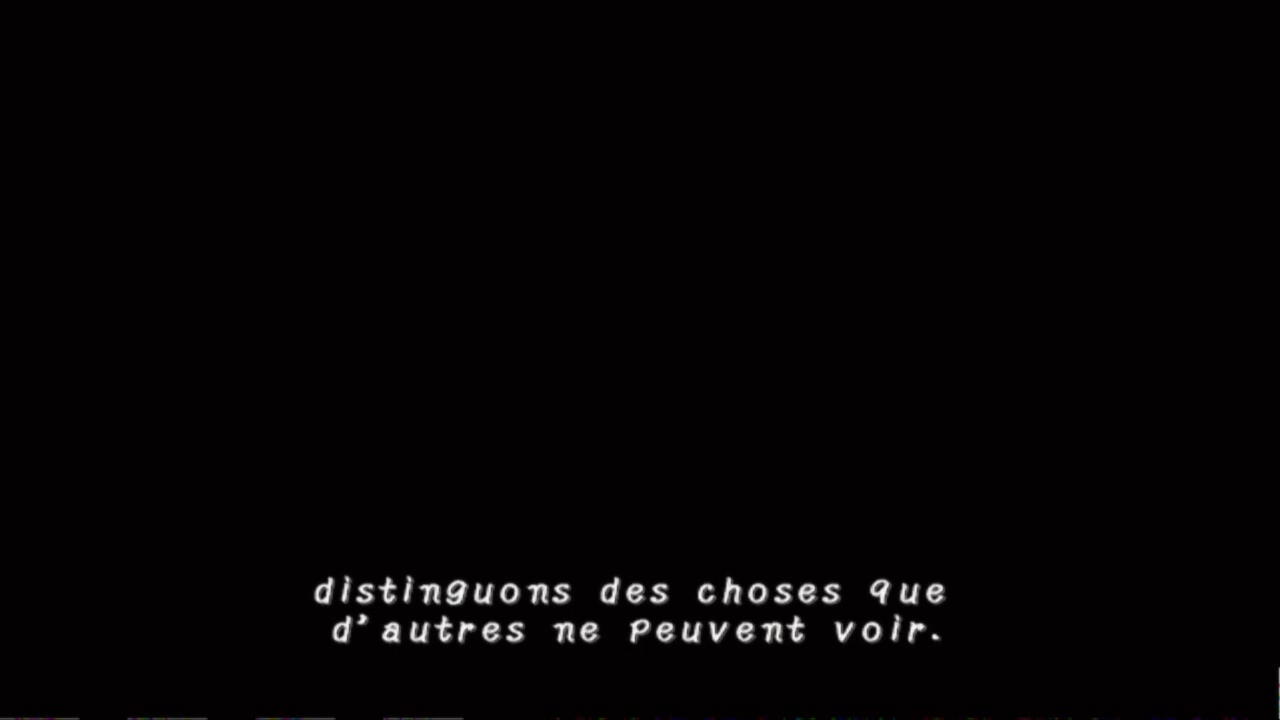 distinguons des choses que
d'autres ne peuvent voir.